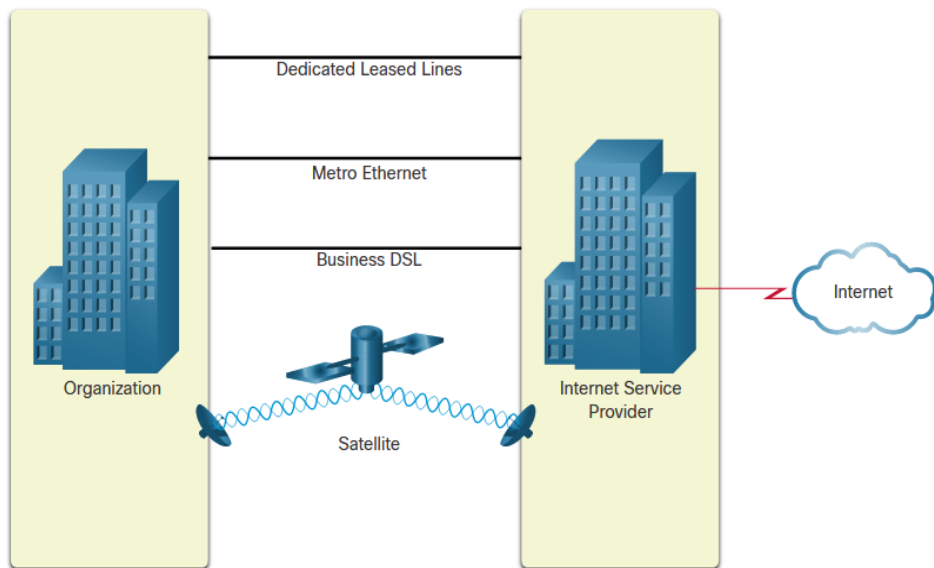 Dedicated Leased Lines
Metro Ethernet
Business DSL
Internet
Organization
Internet Service
Provider
Satellite